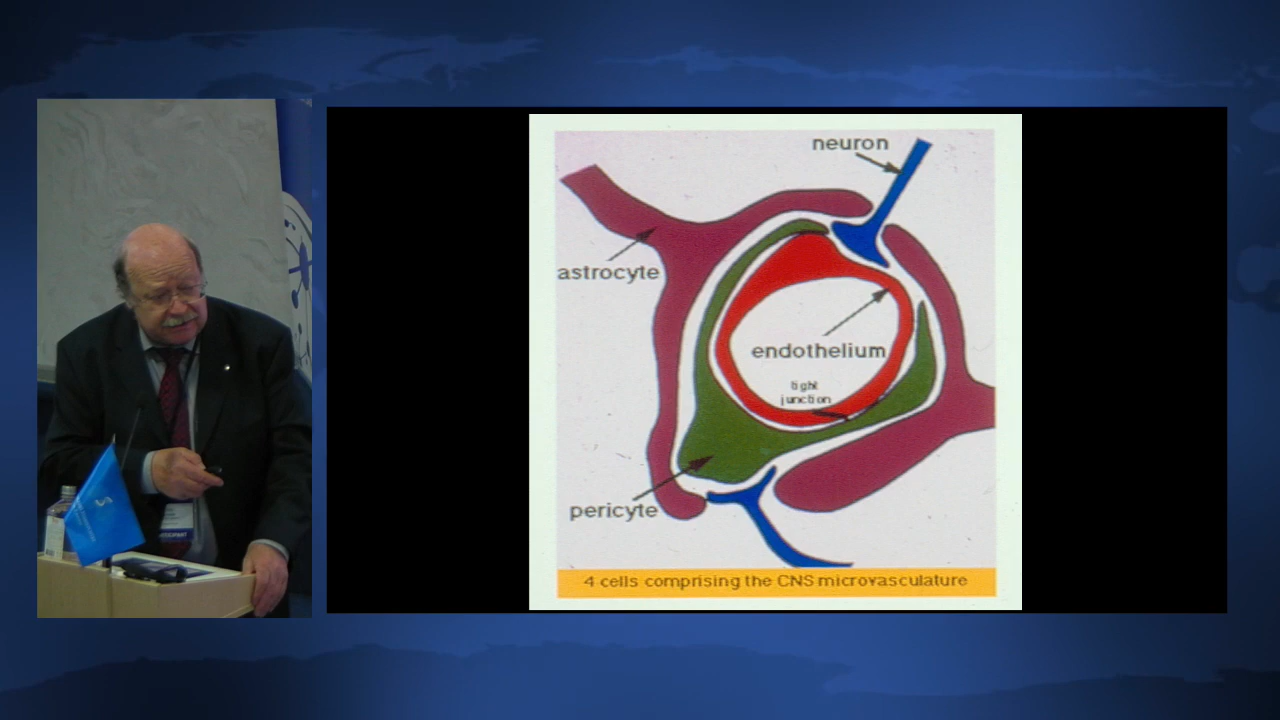 neuron
astrocyte
endothelium
tight
junction
pericyte
4 cells comprising the CNS microvasculature